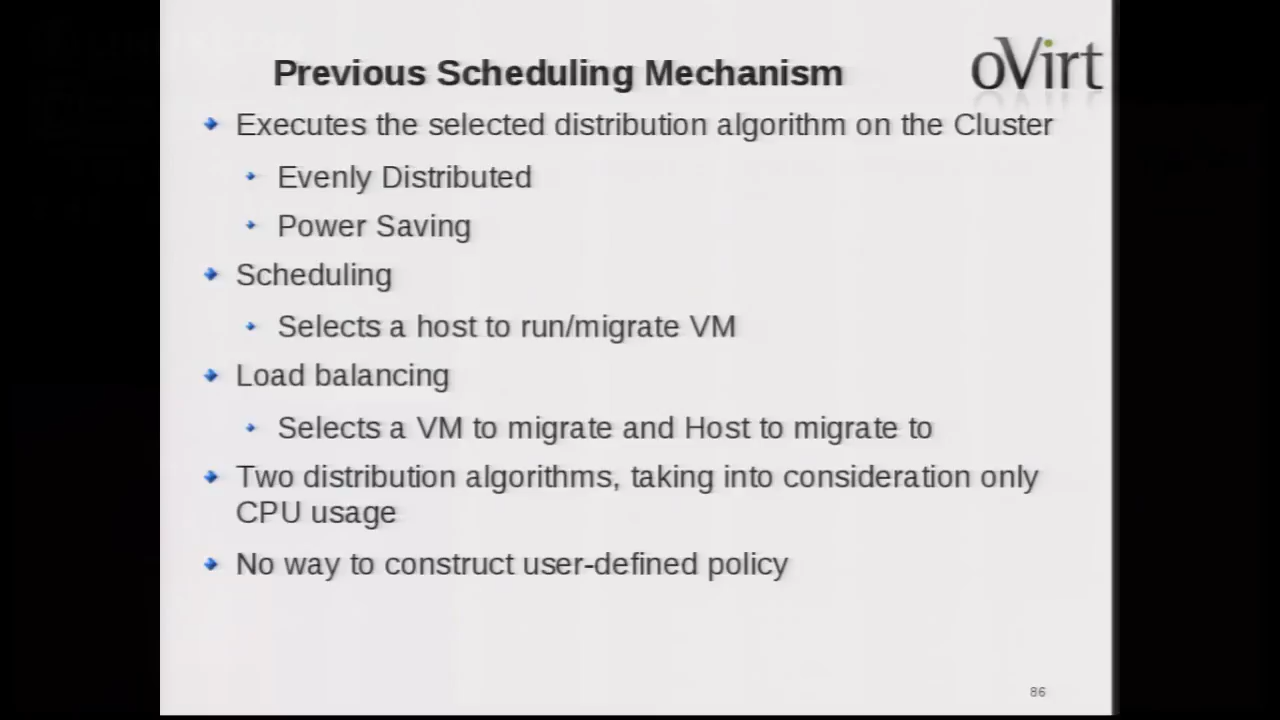 Previous Scheduling Mechanism
oVirt
Executes the selected distribution algorithm on the Cluster
Evenly Distributed
Power Saving
Scheduling
Selects a host to run/migrate VM
Load balancing
Selects a VM to migrate and Host to migrate to
Two distribution algorithms, taking into consideration only
CPU usage
No way to construct user-defined policy
86